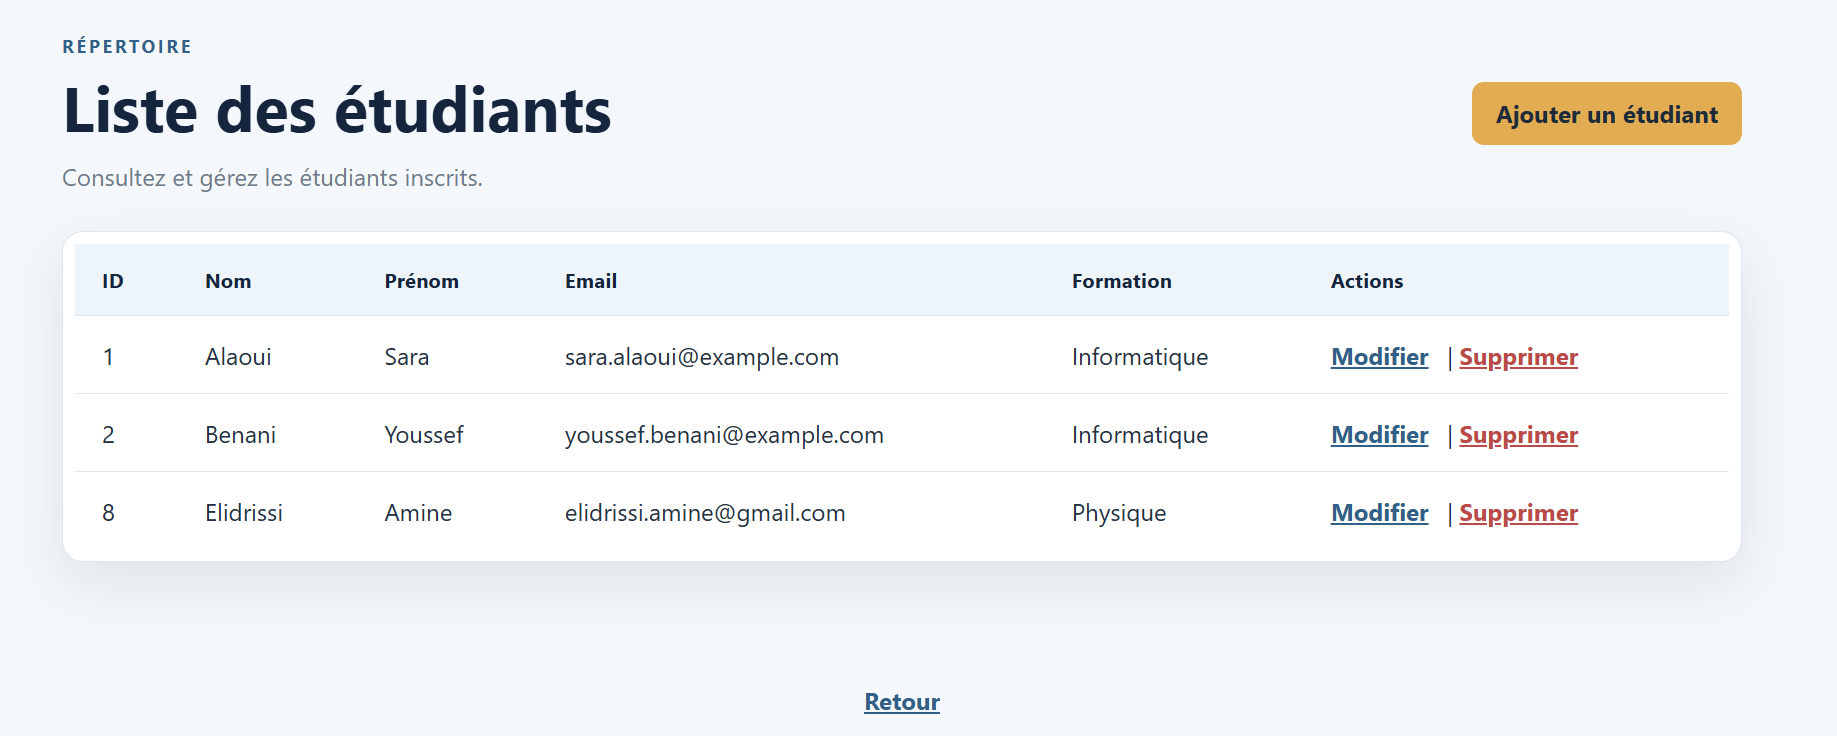 RÉPERTOIRE
Liste des étudiants
Ajouter un étudiant
Consultez et gérez les étudiants inscrits.
ID Nom Prénom Email Formation Actions
1 Alaoui Sara sara.alaoui@example.com Informatique Modifier | Supprimer
2 Benani Youssef youssef.benani@example.com Informatique Modifier | Supprimer
8 Elidrissi Amine elidrissi.amine@gmail.com Physique Modifier | Supprimer
Retour